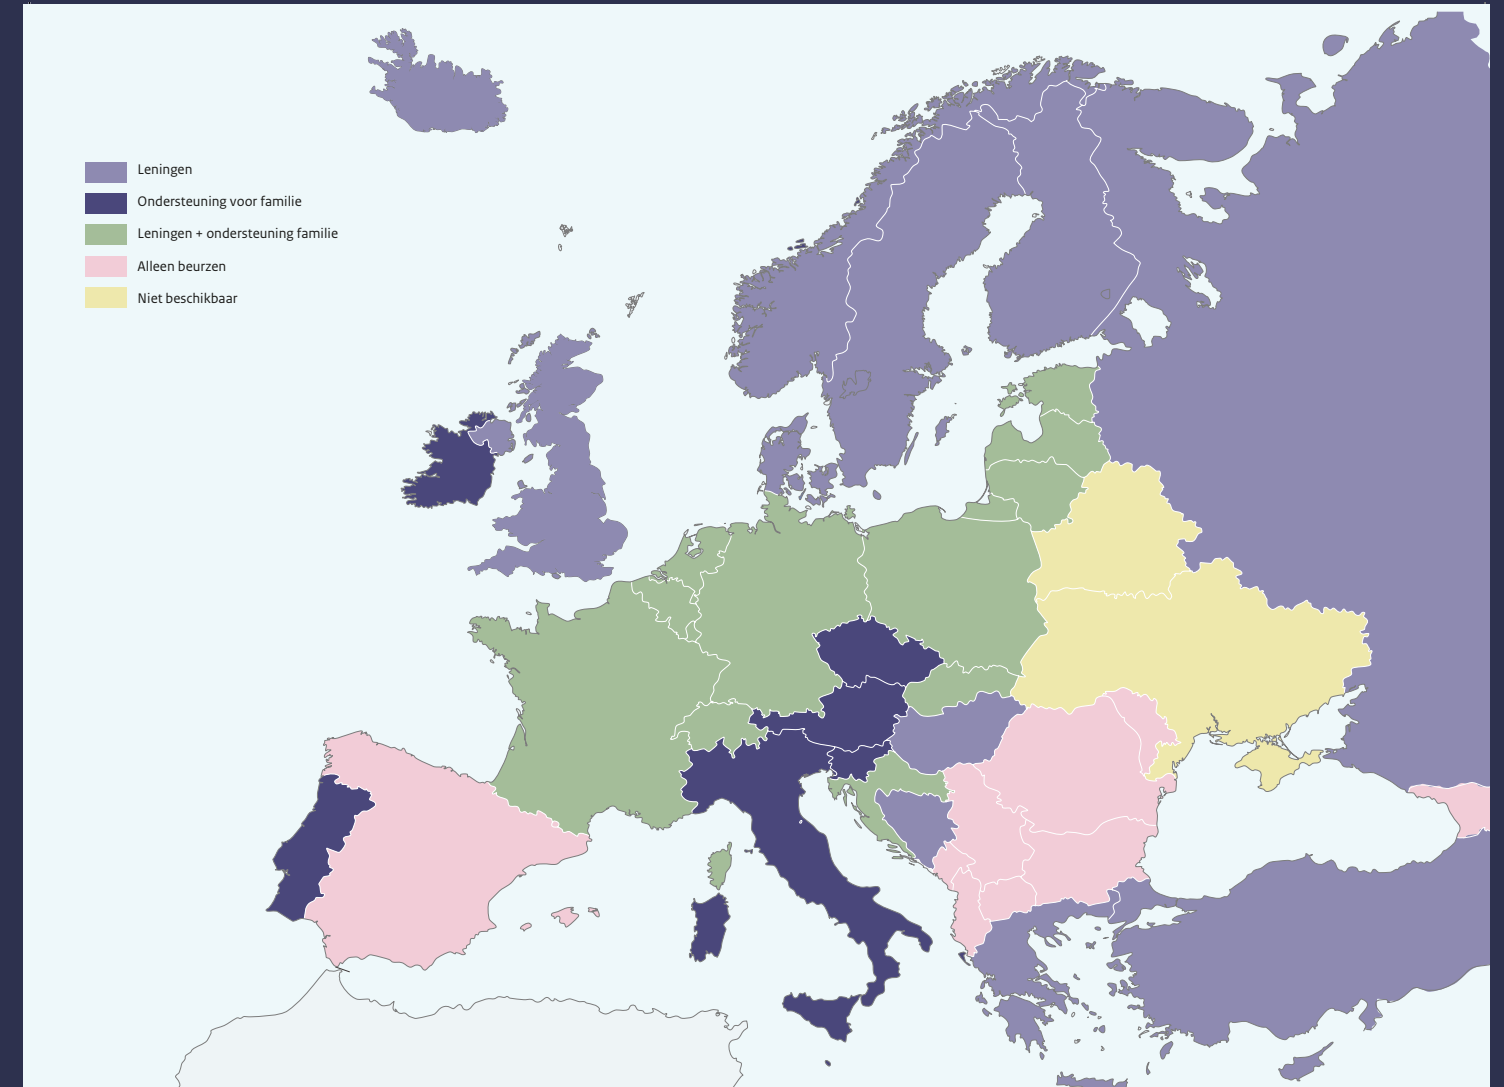 Leningen
Ondersteuning voor familie
Leningen + ondersteuning familie
Alleen beurzen
Niet beschikbaar